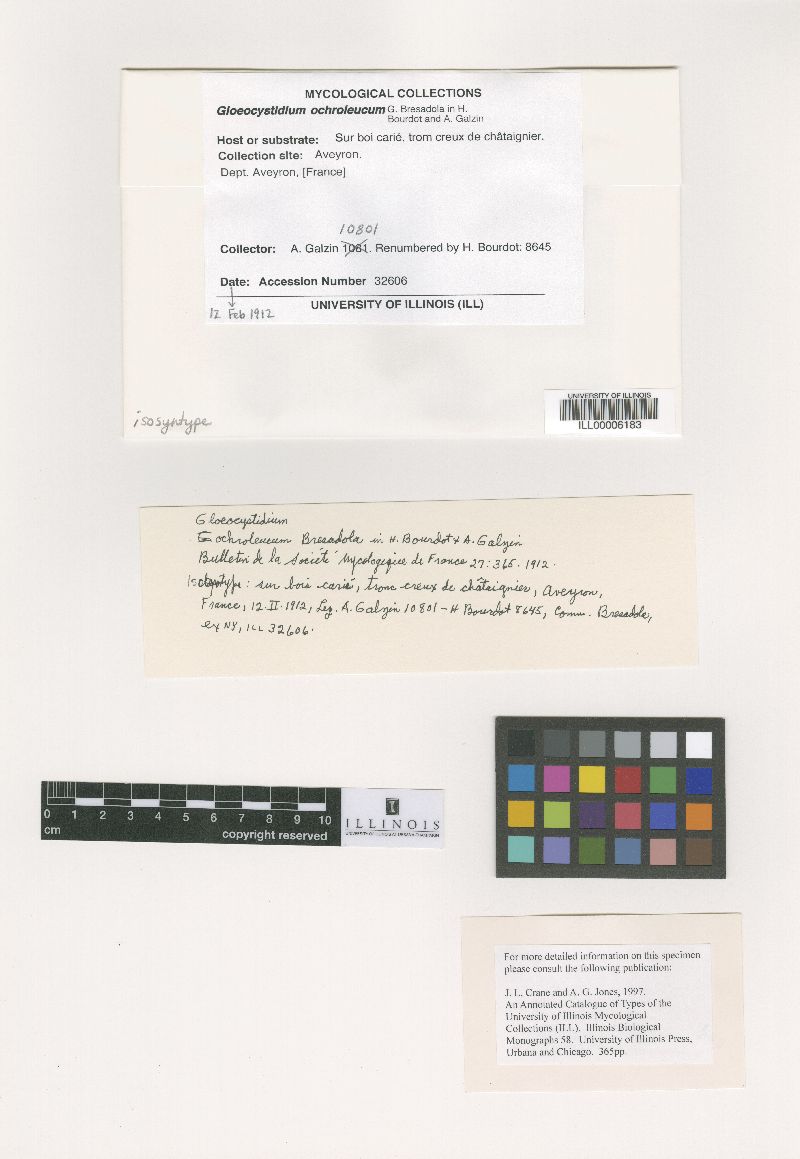 MYCOLOGICAL COLLECTIONS
Gloeocystidium ochroleucum G. Bresadola in H.
Bourdot and A. Galzin
Host or substrate: Sur boi carié, trom creux de châtaignier.
Collection site: Aveyron.
Dept. Aveyron, [France]
10801
Collector: A. Galzin 1081. Renumbered by H. Bourdot: 8645
Date: Accession Number 32606
UNIVERSITY OF ILLINOIS (ILL)
12 Feb 1912
isosyntype
UNIVERSITY OF ILLINOIS
ILL00006183
Gloeocystidium
G ochroleucum Bresadola in H. Bourdot & A. Galzin
Bulletin de la Société Mycologique de France 27: 365. 1912.
: sur bois carié, tronc creux de châtaignier, Aveyron,
France, 12. II. 1912, Leg. A. Galzin 10801 - H Bourdot 8645, Comm. Bresadola,
ex NY, ILL 32606.
0 1 2 3 4 5 6 7 8 9 10
cm copyright reserved
I
ILLINOIS
UNIVERSITY OF ILLINOIS AT URBANA-CHAMPAIGN
For more detailed information on this specimen
please consult the following publication:
J. L. Crane and A. G. Jones, 1997.
An Annotated Catalogue of Types of the
University of Illinois Mycological
Collections (ILL). Illinois Biological
Monographs 58. University of Illinois Press,
Urbana and Chicago. 365pp.